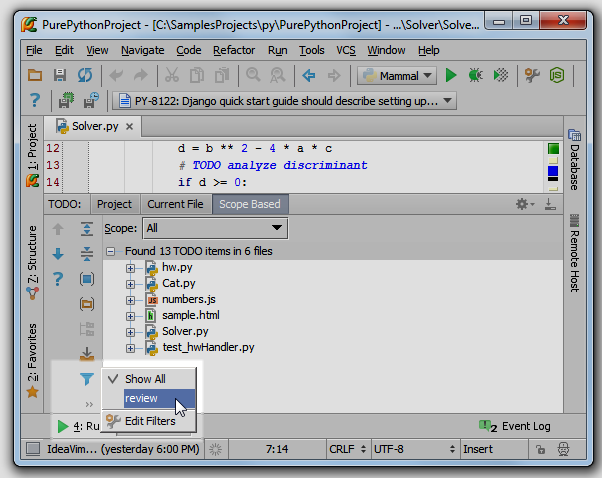 PurePythonProject - [C:\SamplesProjects\py\PurePythonProject] - ...\Solver\Solve...
File Edit View Navigate Code Refactor Run Tools VCS Window Help
Mammal
PY-8122: Django quick start guide should describe setting up...
Solver.py
12 d = b ** 2 - 4 * a * c
13 # TODO analyze discriminant
14 if d >= 0:
1: Project
Z: Structure
2: Favorites
Database
Remote Host
TODO: Project Current File Scope Based
Scope: All
Found 13 TODO items in 6 files
hw.py
Cat.py
numbers.js
sample.html
Solver.py
test_hwHandler.py
Show All
review
Edit Filters
4: Ru
2 Event Log
IdeaVim... (yesterday 6:00 PM) 7:14 CRLF UTF-8 Insert